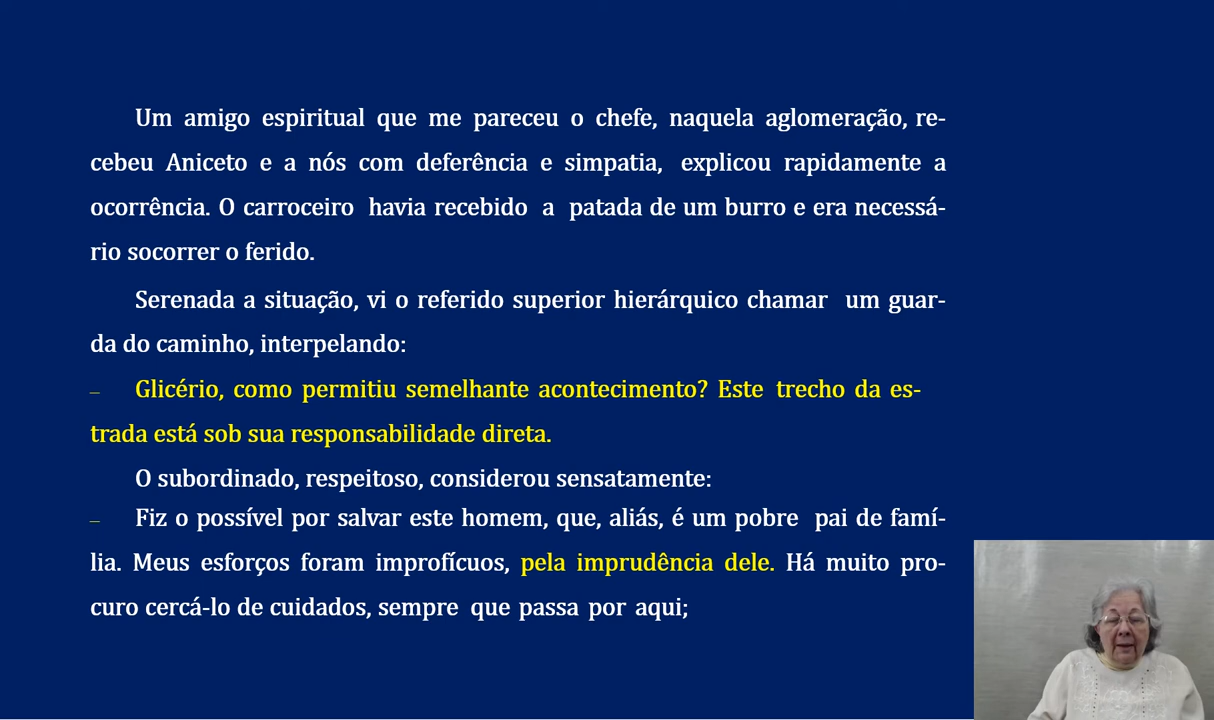 Um amigo espiritual que me pareceu o chefe, naquela aglomeração, re-
cebeu Aniceto e a nós com deferência e simpatia, explicou rapidamente a
ocorrência. O carroceiro havia recebido a patada de um burro e era necessá-
rio socorrer o ferido.
Serenada a situação, vi o referido superior hierárquico chamar um guar-
da do caminho, interpelando:
– Glicério, como permitiu semelhante acontecimento? Este trecho da es-
trada está sob sua responsabilidade direta.
O subordinado, respeitoso, considerou sensatamente:
– Fiz o possível por salvar este homem, que, aliás, é um pobre pai de famí-
lia. Meus esforços foram improfícuos, pela imprudência dele. Há muito pro-
curo cercá-lo de cuidados, sempre que passa por aqui;